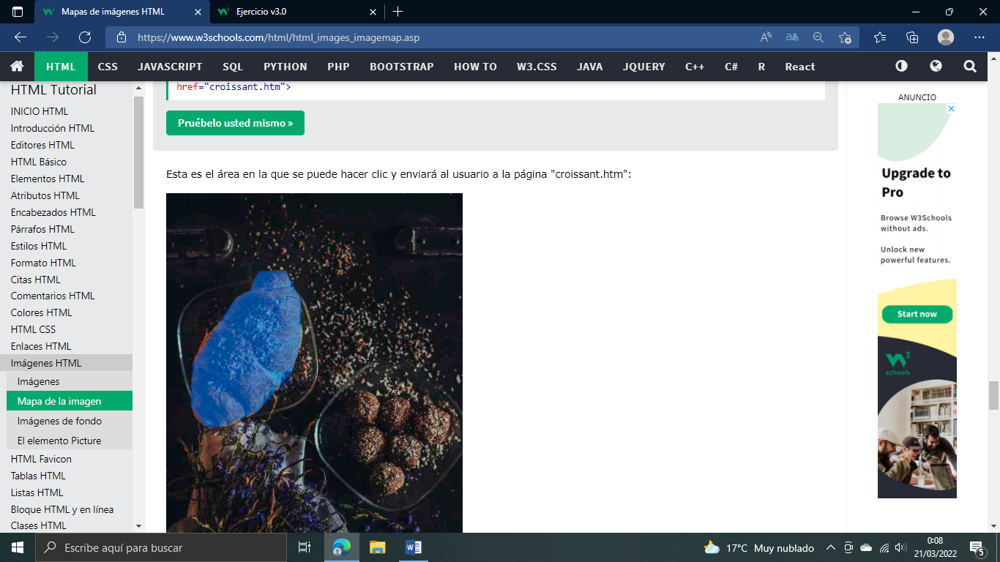 Mapas de imágenes HTML
Ejercicio v3.0
https://www.w3schools.com/html/html_images_imagemap.asp
HTML CSS JAVASCRIPT SQL PYTHON PHP BOOTSTRAP HOW TO W3.CSS JAVA JQUERY C++ C# R React
HTML Tutorial
INICIO HTML
Introducción HTML
Editores HTML
HTML Básico
Elementos HTML
Atributos HTML
Encabezados HTML
Párrafos HTML
Estilos HTML
Formato HTML
Citas HTML
Comentarios HTML
Colores HTML
HTML CSS
Enlaces HTML
Imágenes HTML
Imágenes
Mapa de la imagen
Imágenes de fondo
El elemento Picture
HTML Favicon
Tablas HTML
Listas HTML
Bloque HTML y en línea
Clases HTML
href="croissant.htm">
Pruébelo usted mismo »
Esta es el área en la que se puede hacer clic y enviará al usuario a la página "croissant.htm":
ANUNCIO
Upgrade to
Pro
Browse W3Schools
without ads.
Unlock new
powerful features.
Start now
3
schools
Escribe aquí para buscar
17°C Muy nublado
0:08
21/03/2022
5